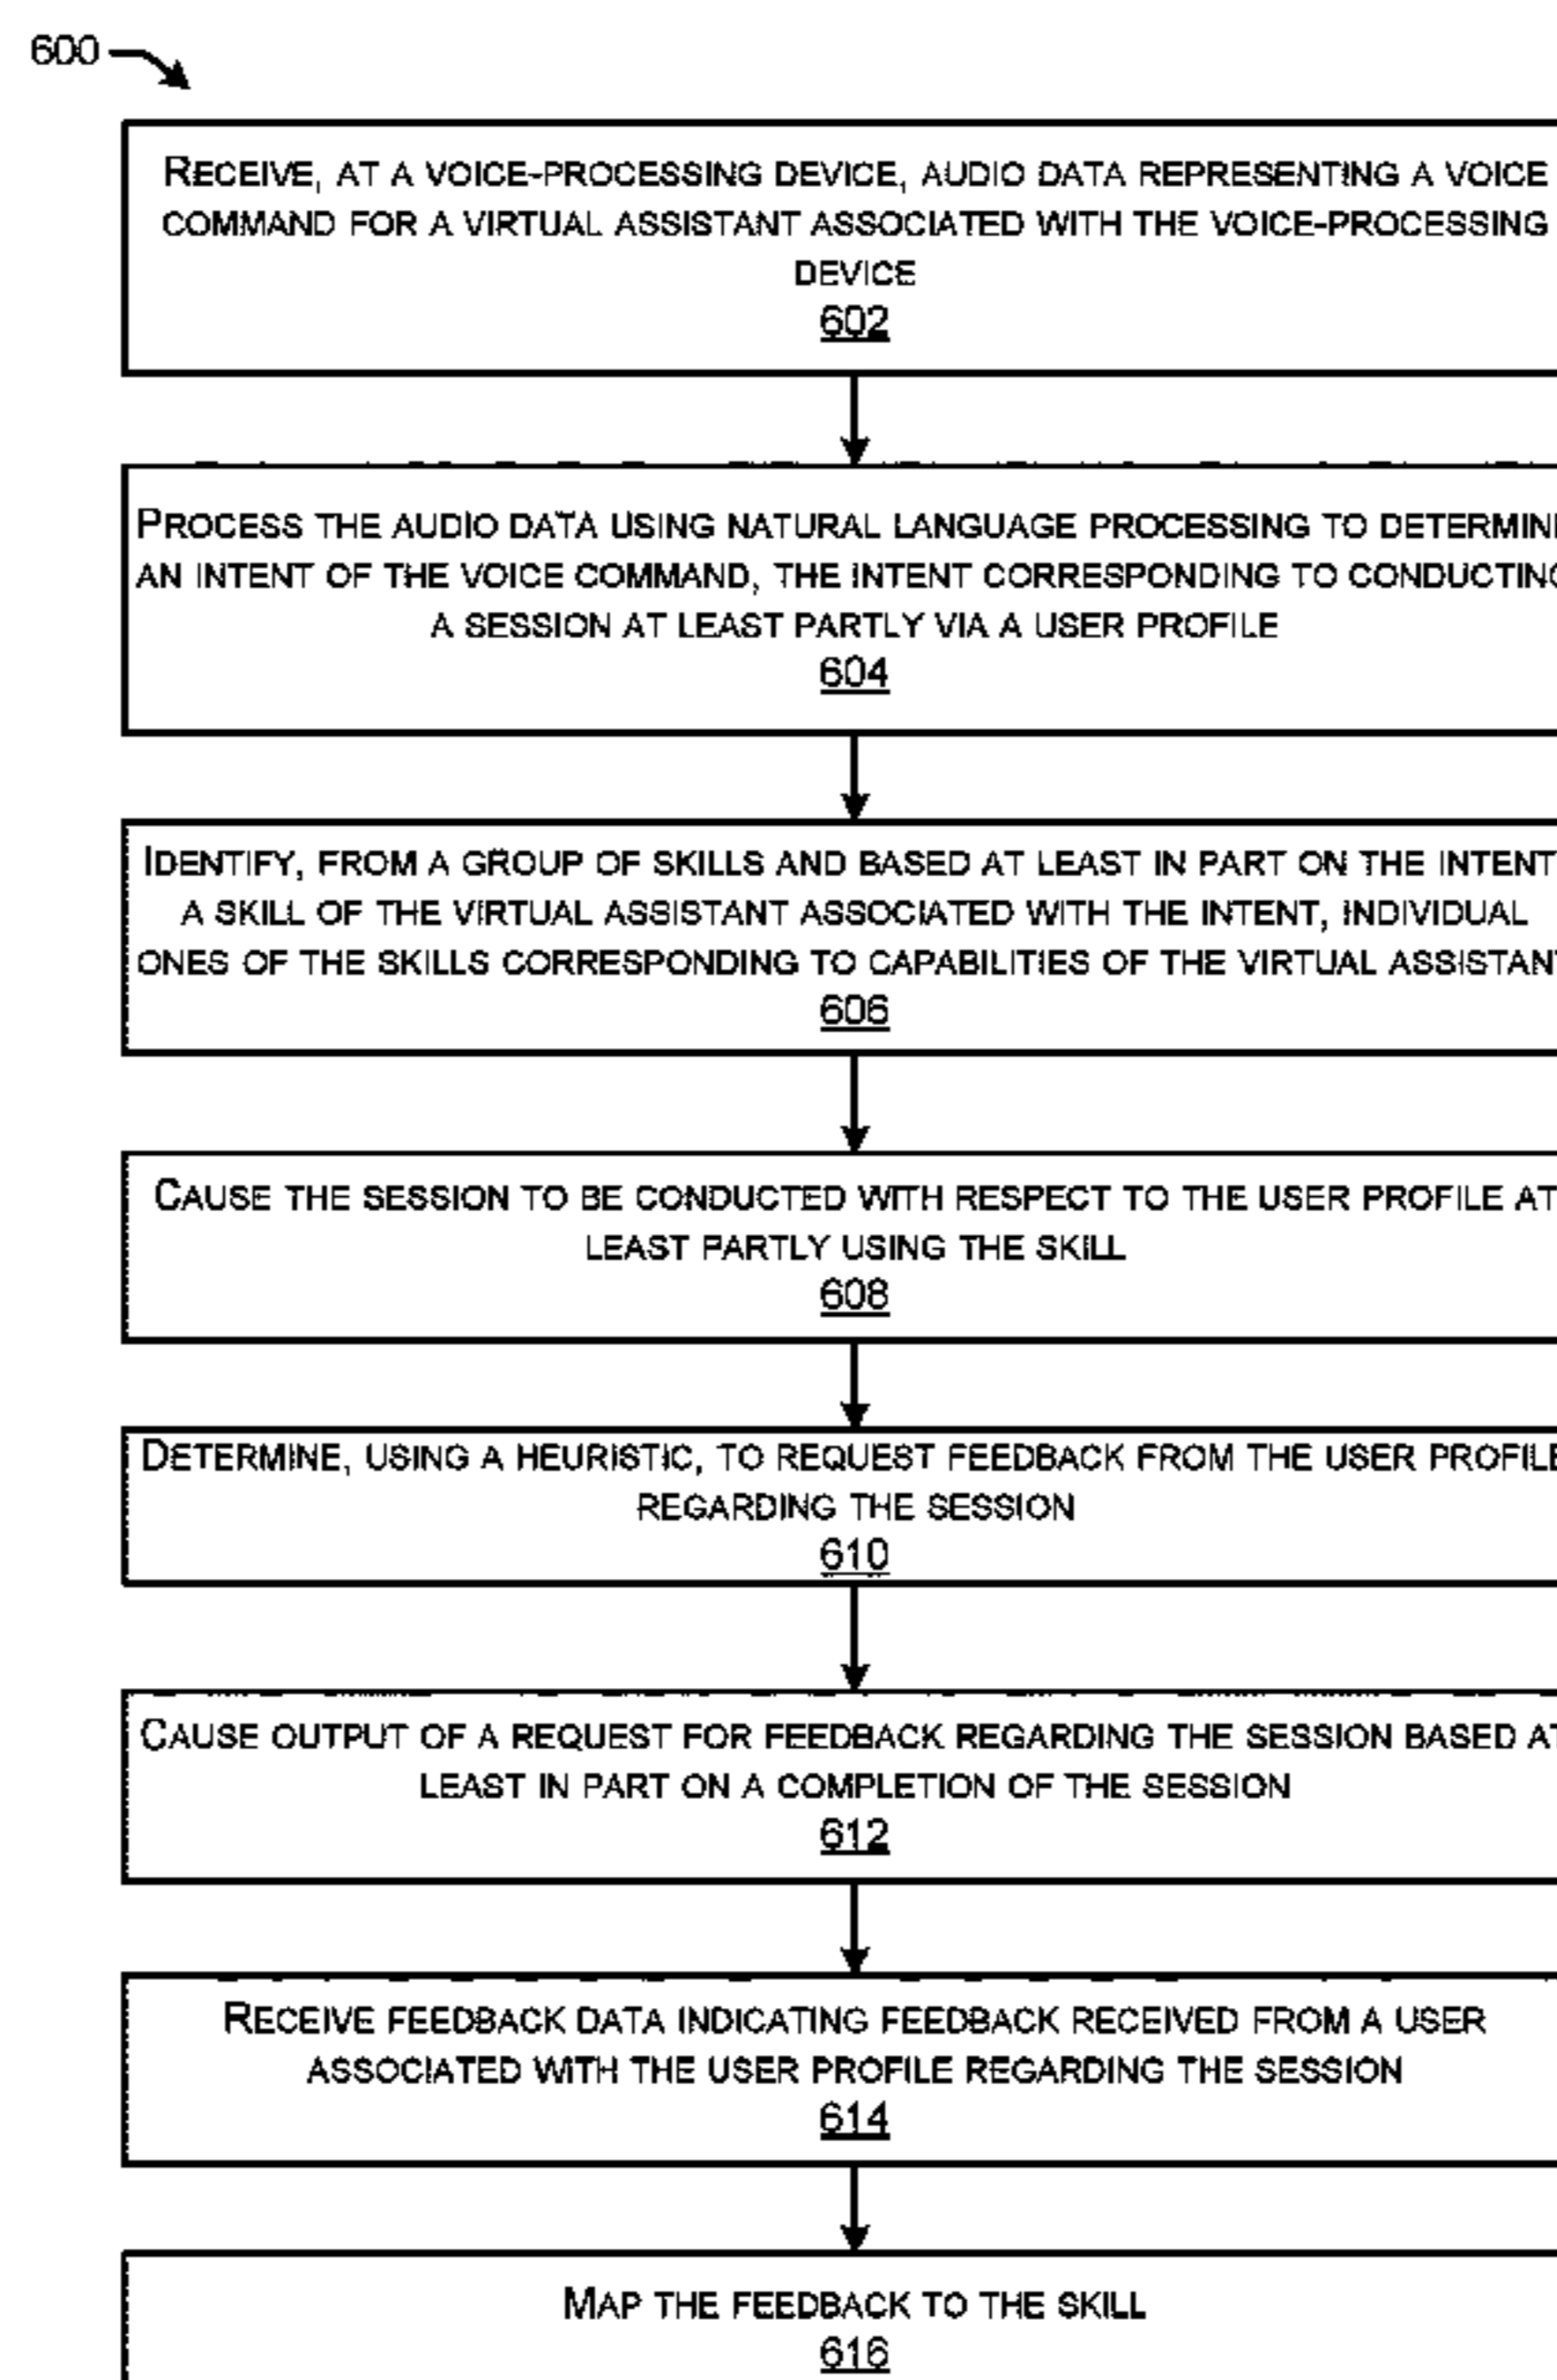 600
RECEIVE, AT A VOICE-PROCESSING DEVICE, AUDIO DATA REPRESENTING A VOICE
COMMAND FOR A VIRTUAL ASSISTANT ASSOCIATED WITH THE VOICE-PROCESSING
DEVICE
602
PROCESS THE AUDIO DATA USING NATURAL LANGUAGE PROCESSING TO DETERMINE
AN INTENT OF THE VOICE COMMAND, THE INTENT CORRESPONDING TO CONDUCTING
A SESSION AT LEAST PARTLY VIA A USER PROFILE
604
IDENTIFY, FROM A GROUP OF SKILLS AND BASED AT LEAST IN PART ON THE INTENT
A SKILL OF THE VIRTUAL ASSISTANT ASSOCIATED WITH THE INTENT, INDIVIDUAL
ONES OF THE SKILLS CORRESPONDING TO CAPABILITIES OF THE VIRTUAL ASSISTANT
606
CAUSE THE SESSION TO BE CONDUCTED WITH RESPECT TO THE USER PROFILE AT
LEAST PARTLY USING THE SKILL
608
DETERMINE, USING A HEURISTIC, TO REQUEST FEEDBACK FROM THE USER PROFILE
REGARDING THE SESSION
610
CAUSE OUTPUT OF A REQUEST FOR FEEDBACK REGARDING THE SESSION BASED AT
LEAST IN PART ON A COMPLETION OF THE SESSION
612
RECEIVE FEEDBACK DATA INDICATING FEEDBACK RECEIVED FROM A USER
ASSOCIATED WITH THE USER PROFILE REGARDING THE SESSION
614
MAP THE FEEDBACK TO THE SKILL
616